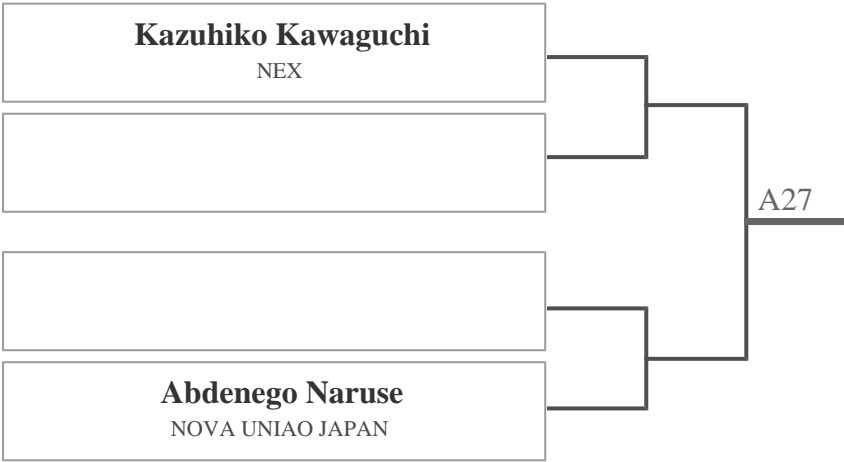 Kazuhiko Kawaguchi
NEX
A27
Abdenego Naruse
NOVA UNIAO JAPAN